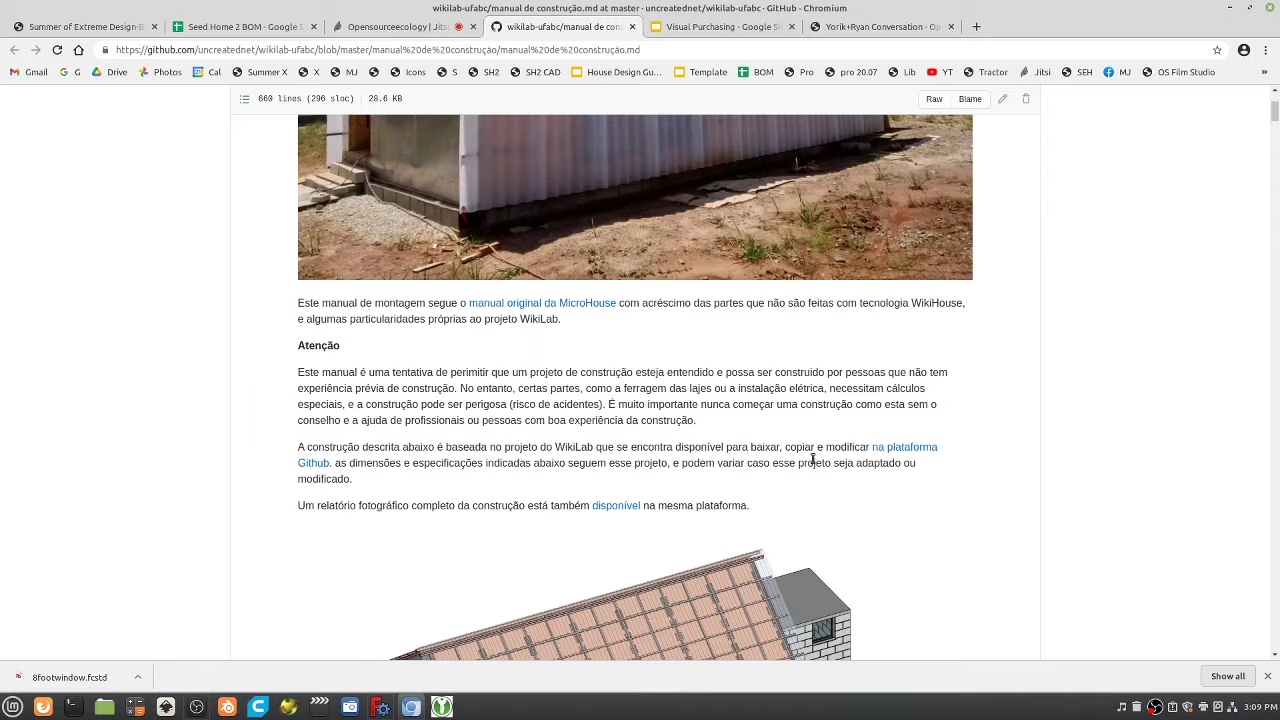 wikilab-ufabc/manual de construção.md at master · uncreatednet/wikilab-ufabc · GitHub - Chromium
Summer of Extreme Design-B
Seed Home 2 BOM - Google S
Opensourceecology | Jitsi
wikilab-ufabc/manual de cons
Visual Purchasing - Google Sli
Yorik+Ryan Conversation - Op
https://github.com/uncreatednet/wikilab-ufabc/blob/master/manual%20de%20construção/manual%20de%20construção.md
Gmail
G
Drive
Photos
Cal
Summer X
X
MJ
Icons
S
SH2
SH2 CAD
House Design Gu...
Template
BOM
Pro
pro 20.07
Lib
YT
Tractor
Jitsi
SEH
MJ
OS Film Studio
»
669 lines (296 sloc) 28.6 KB
Raw
Blame
Este manual de montagem segue o manual original da MicroHouse com acréscimo das partes que não são feitas com tecnologia WikiHouse,
e algumas particularidades próprias ao projeto WikiLab.
Atenção
Este manual é uma tentativa de perimitir que um projeto de construção esteja entendido e possa ser construido por pessoas que não tem
experiência prévia de construção. No entanto, certas partes, como a ferragem das lajes ou a instalação elétrica, necessitam cálculos
especiais, e a construção pode ser perigosa (risco de acidentes). É muito importante nunca começar uma construção como esta sem o
conselho e a ajuda de profissionais ou pessoas com boa experiência da construção.
A construção descrita abaixo é baseada no projeto do WikiLab que se encontra disponível para baixar, copiar e modificar na plataforma
Github. as dimensões e especificações indicadas abaixo seguem esse projeto, e podem variar caso esse projeto seja adaptado ou
modificado.
Um relatório fotográfico completo da construção está também disponível na mesma plataforma.
8footwindow.fcstd
Show all
3:09 PM